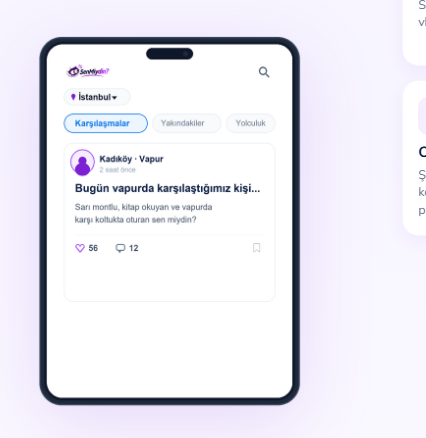 SenMiydin?
İstanbul
Karşılaşmalar
Yakındakiler
Yolculuk
Kadıköy · Vapur
2 saat önce
Bugün vapurda karşılaştığımız kişi...
Sarı montlu, kitap okuyan ve vapurda
karşı koltukta oturan sen miydin?
56
12